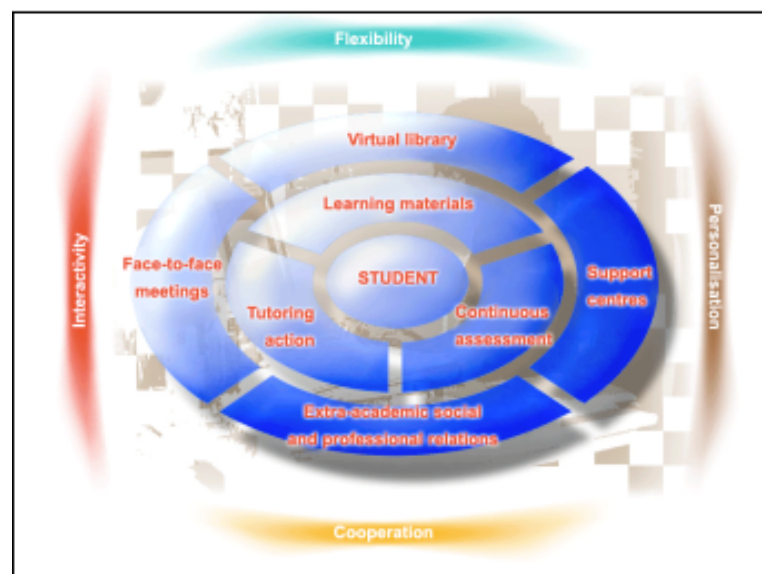 Flexibility
Virtual library
Learning materials
Interactivity
Face-to-face
meetings
STUDENT
Support
centres
Personalisation
Tutoring
action
Continuous
assessment
Extra-academic social
and professional relations
Cooperation